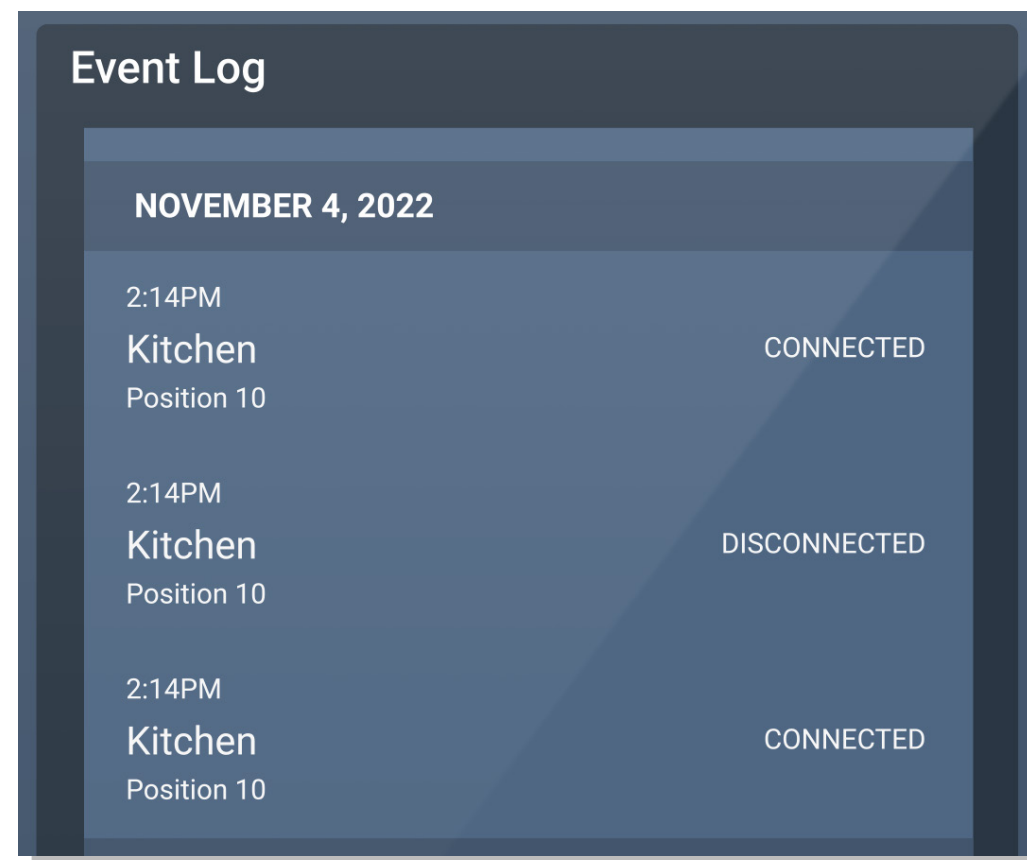 Event Log
NOVEMBER 4, 2022
2:14PM
Kitchen
CONNECTED
Position 10
2:14PM
Kitchen
DISCONNECTED
Position 10
2:14PM
Kitchen
CONNECTED
Position 10